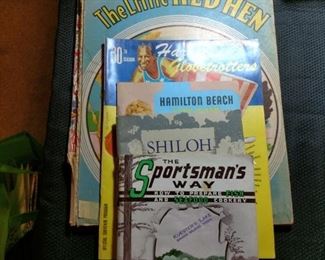 The Little RED HEN
30TH
SEASON
Globetrotters
HAMILTON BEACH
SHILOH
THE
Sportsman's
WAY
HOW TO PREPARE FISH
AND SEAFOOD COOKERY